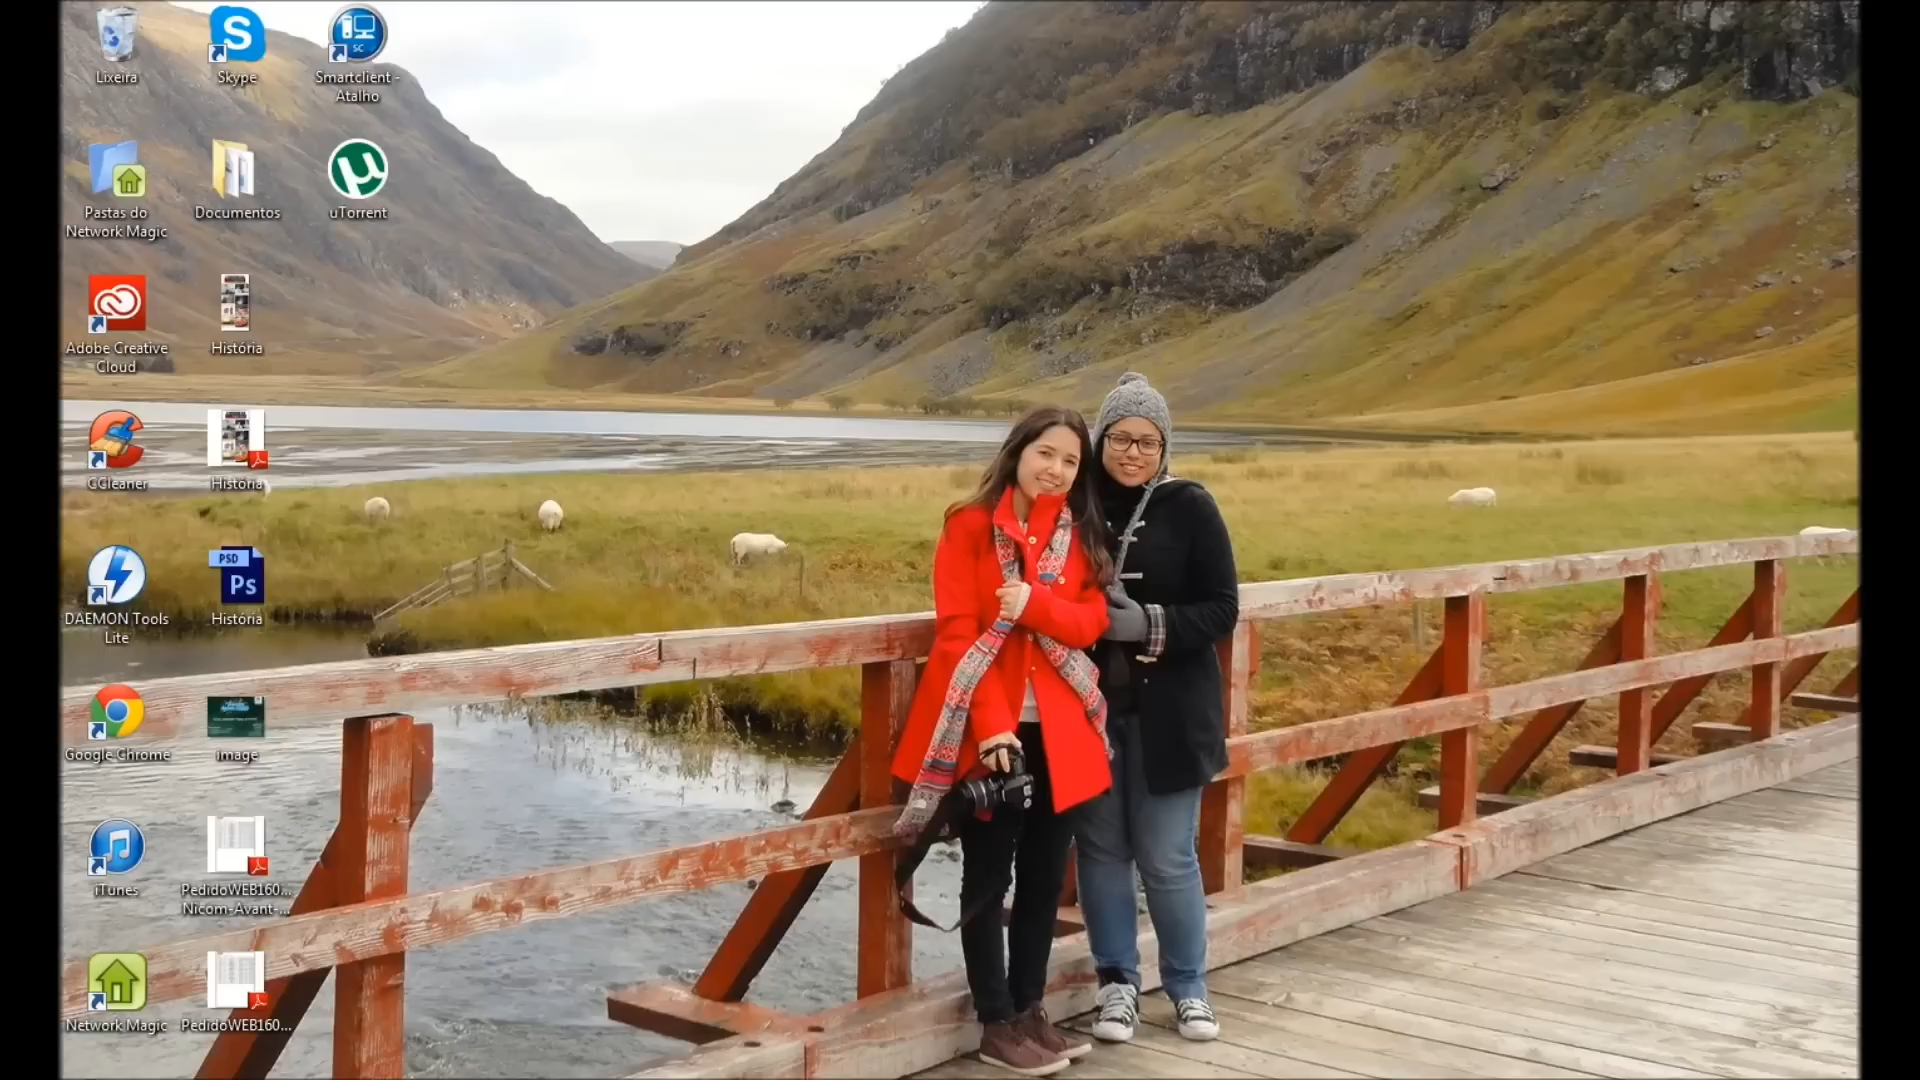 Lixeira
Skype
SC
Smartclient -
Atalho
Pastas do
Network Magic
Documentos
µ
uTorrent
Adobe Creative
Cloud
História
CCleaner
História
DAEMON Tools
Lite
PSD
Ps
História
Google Chrome
image
iTunes
PedidoWEB160...
Nicom-Avant-...
Network Magic
PedidoWEB160...